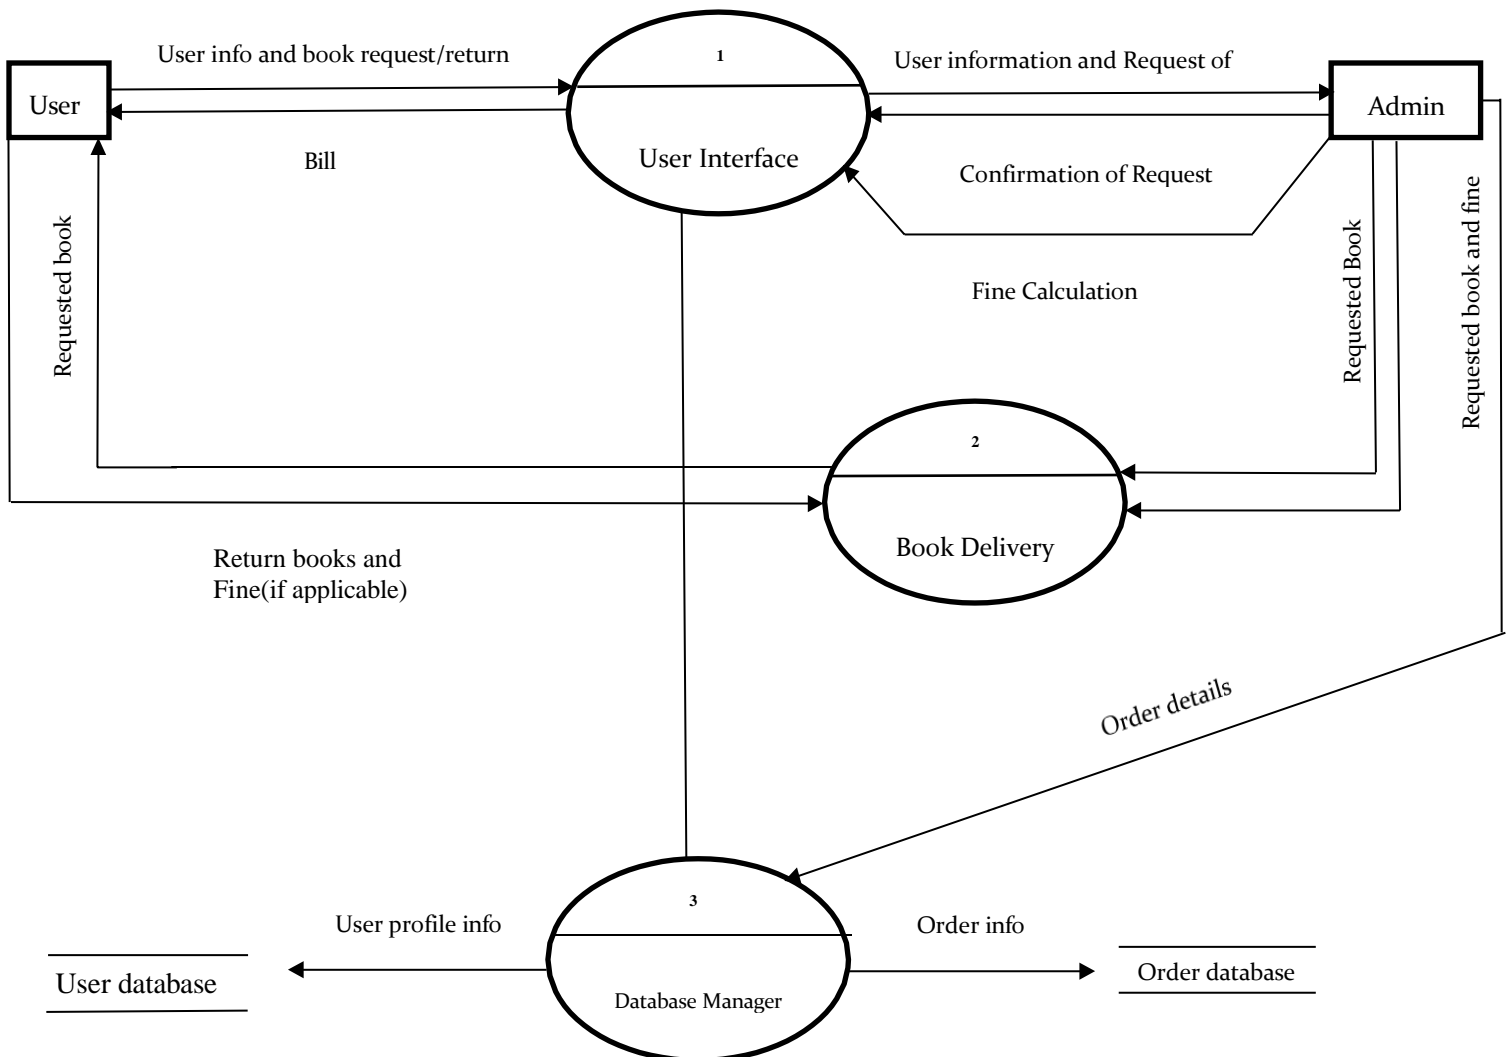 User info and book request/return
1
User information and Request of
User
Admin
Bill
User Interface
Confirmation of Request
Requested book
Fine Calculation
Requested Book
Requested book and fine
2
Book Delivery
Return books and
Fine(if applicable)
Order details
3
User profile info
Order info
User database
Database Manager
Order database